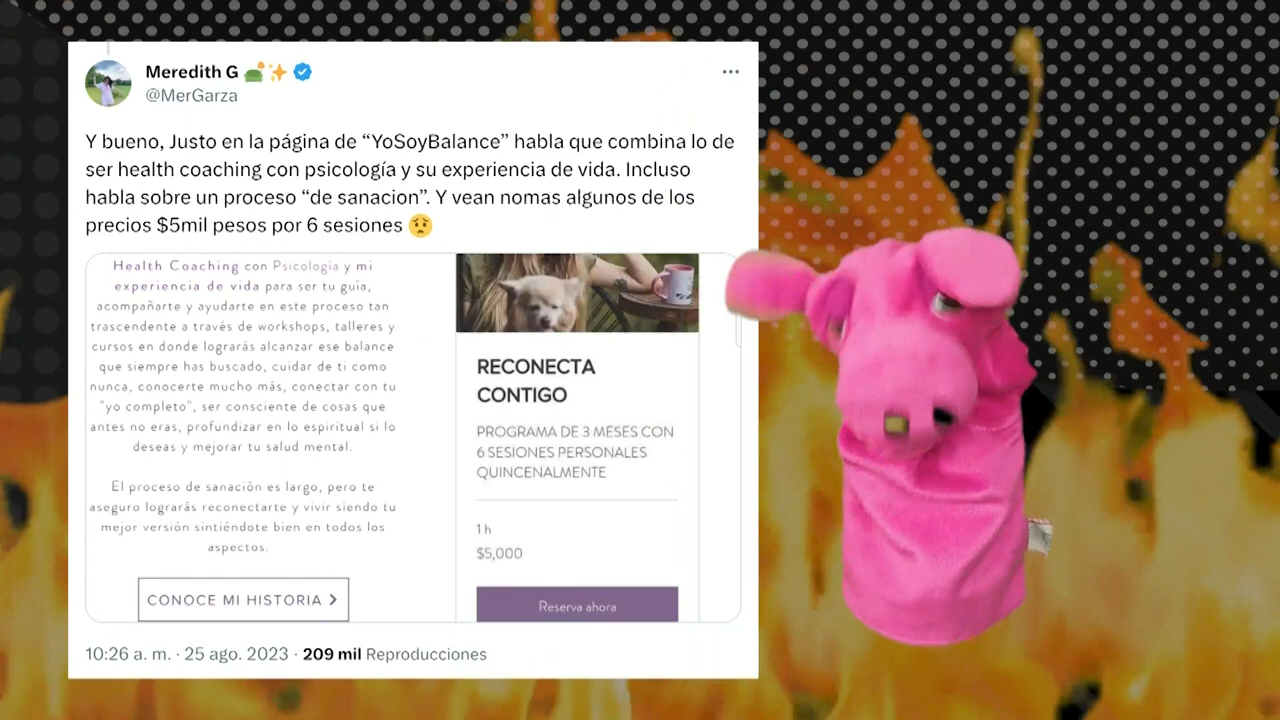 Meredith G
@MerGarza
Y bueno, Justo en la página de “YoSoyBalance” habla que combina lo de
ser health coaching con psicología y su experiencia de vida. Incluso
habla sobre un proceso “de sanacion”. Y vean nomas algunos de los
precios $5mil pesos por 6 sesiones 😟
Health Coaching con Psicología y mi
experiencia de vida para ser tu guía,
acompañarte y ayudarte en este proceso tan
trascendente a través de workshops, talleres y
cursos en donde lograrás alcanzar ese balance
que siempre has buscado, cuidar de ti como
nunca, conocerte mucho más, conectar con tu
"yo completo", ser consciente de cosas que
antes no eras, profundizar en lo espiritual si lo
deseas y mejorar tu salud mental.
El proceso de sanación es largo, pero te
aseguro lograrás reconectarte y vivir siendo tu
mejor versión sintiéndote bien en todos los
aspectos.
CONOCE MI HISTORIA
RECONECTA
CONTIGO
PROGRAMA DE 3 MESES CON
6 SESIONES PERSONALES
QUINCENALMENTE
1 h
$5,000
Reserva ahora
10:26 a. m. · 25 ago. 2023 · 209 mil Reproducciones